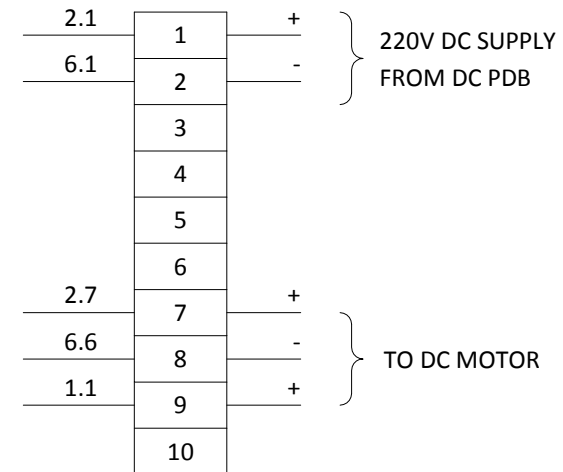 2.1 1 + 220V DC SUPPLY
6.1 2 - FROM DC PDB
3
4
5
6
2.7 7 +
6.6 8 - TO DC MOTOR
1.1 9 +
10